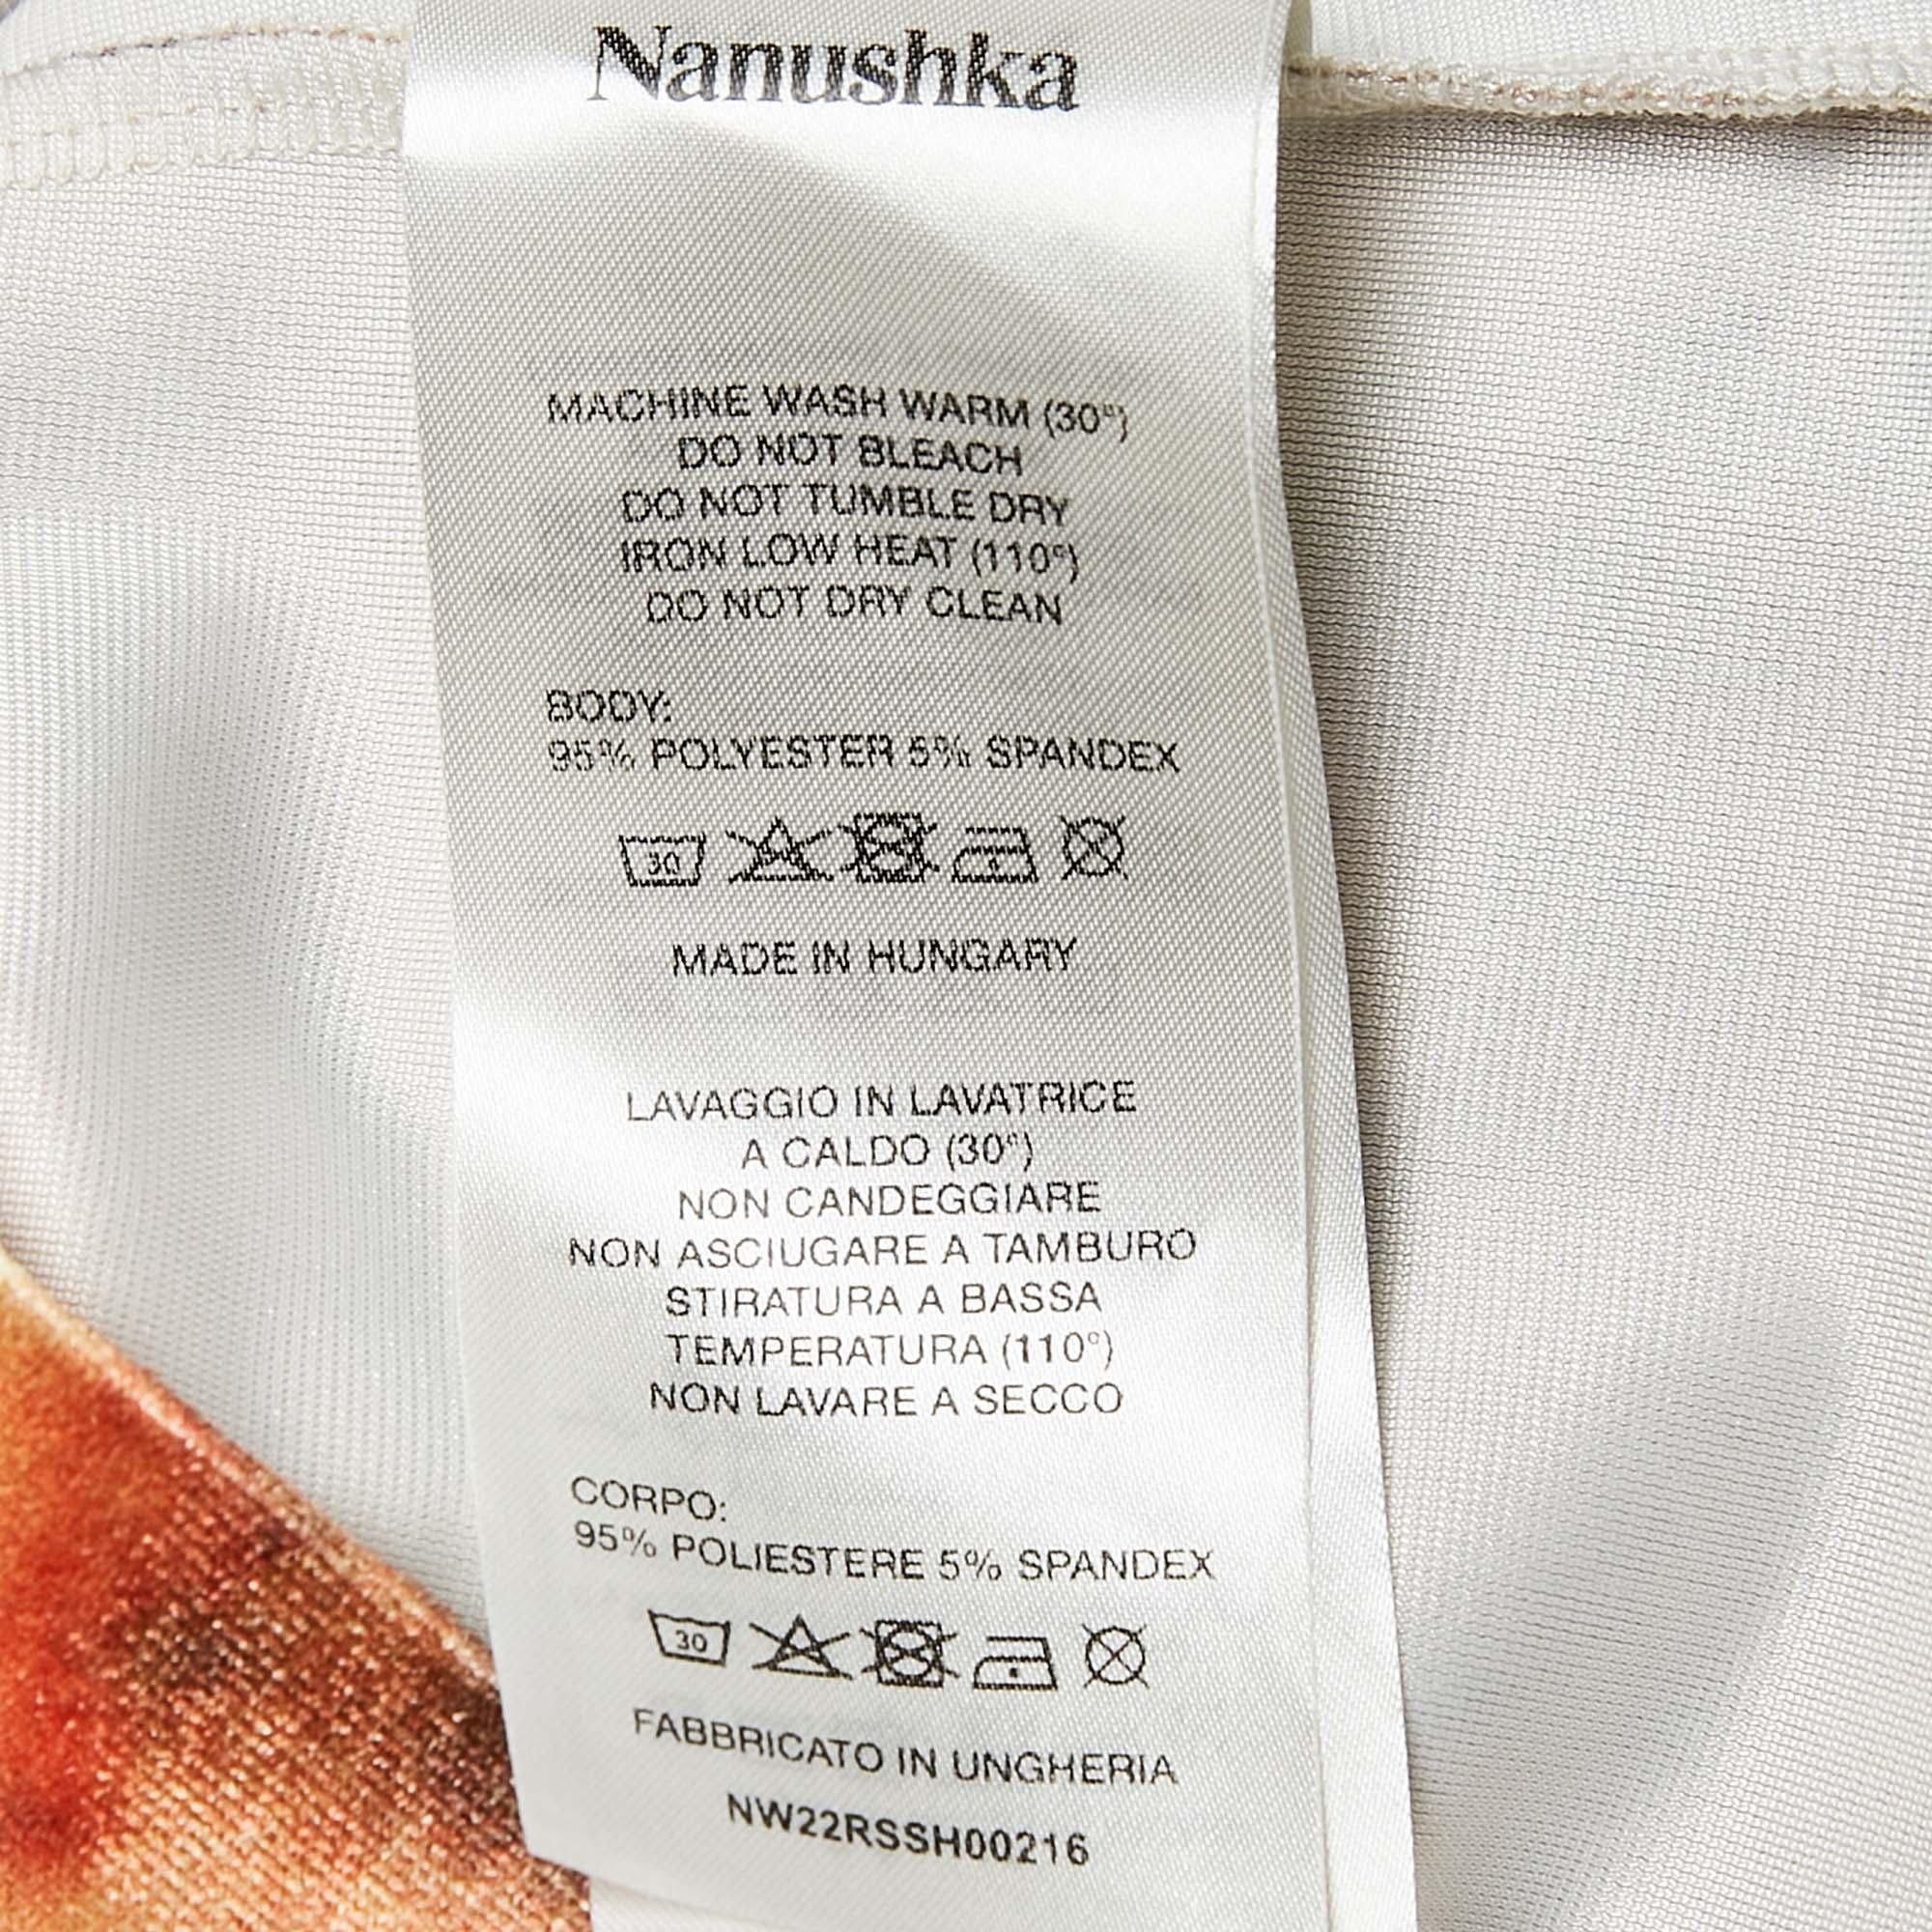 Nanushka
MACHINE WASH WARM (30°)
DO NOT BLEACH
DO NOT TUMBLE DRY
IRON LOW HEAT (110°)
DO NOT DRY CLEAN
BODY:
95% POLYESTER 5% SPANDEX
30
MADE IN HUNGARY
LAVAGGIO IN LAVATRICE
A CALDO (30°)
NON CANDEGGIARE
NON ASCIUGARE A TAMBURO
STIRATURA A BASSA
TEMPERATURA (110°)
NON LAVARE A SECCO
CORPO:
95% POLIESTERE 5% SPANDEX
30
FABBRICATO IN UNGHERIA
NW22RSSH00216